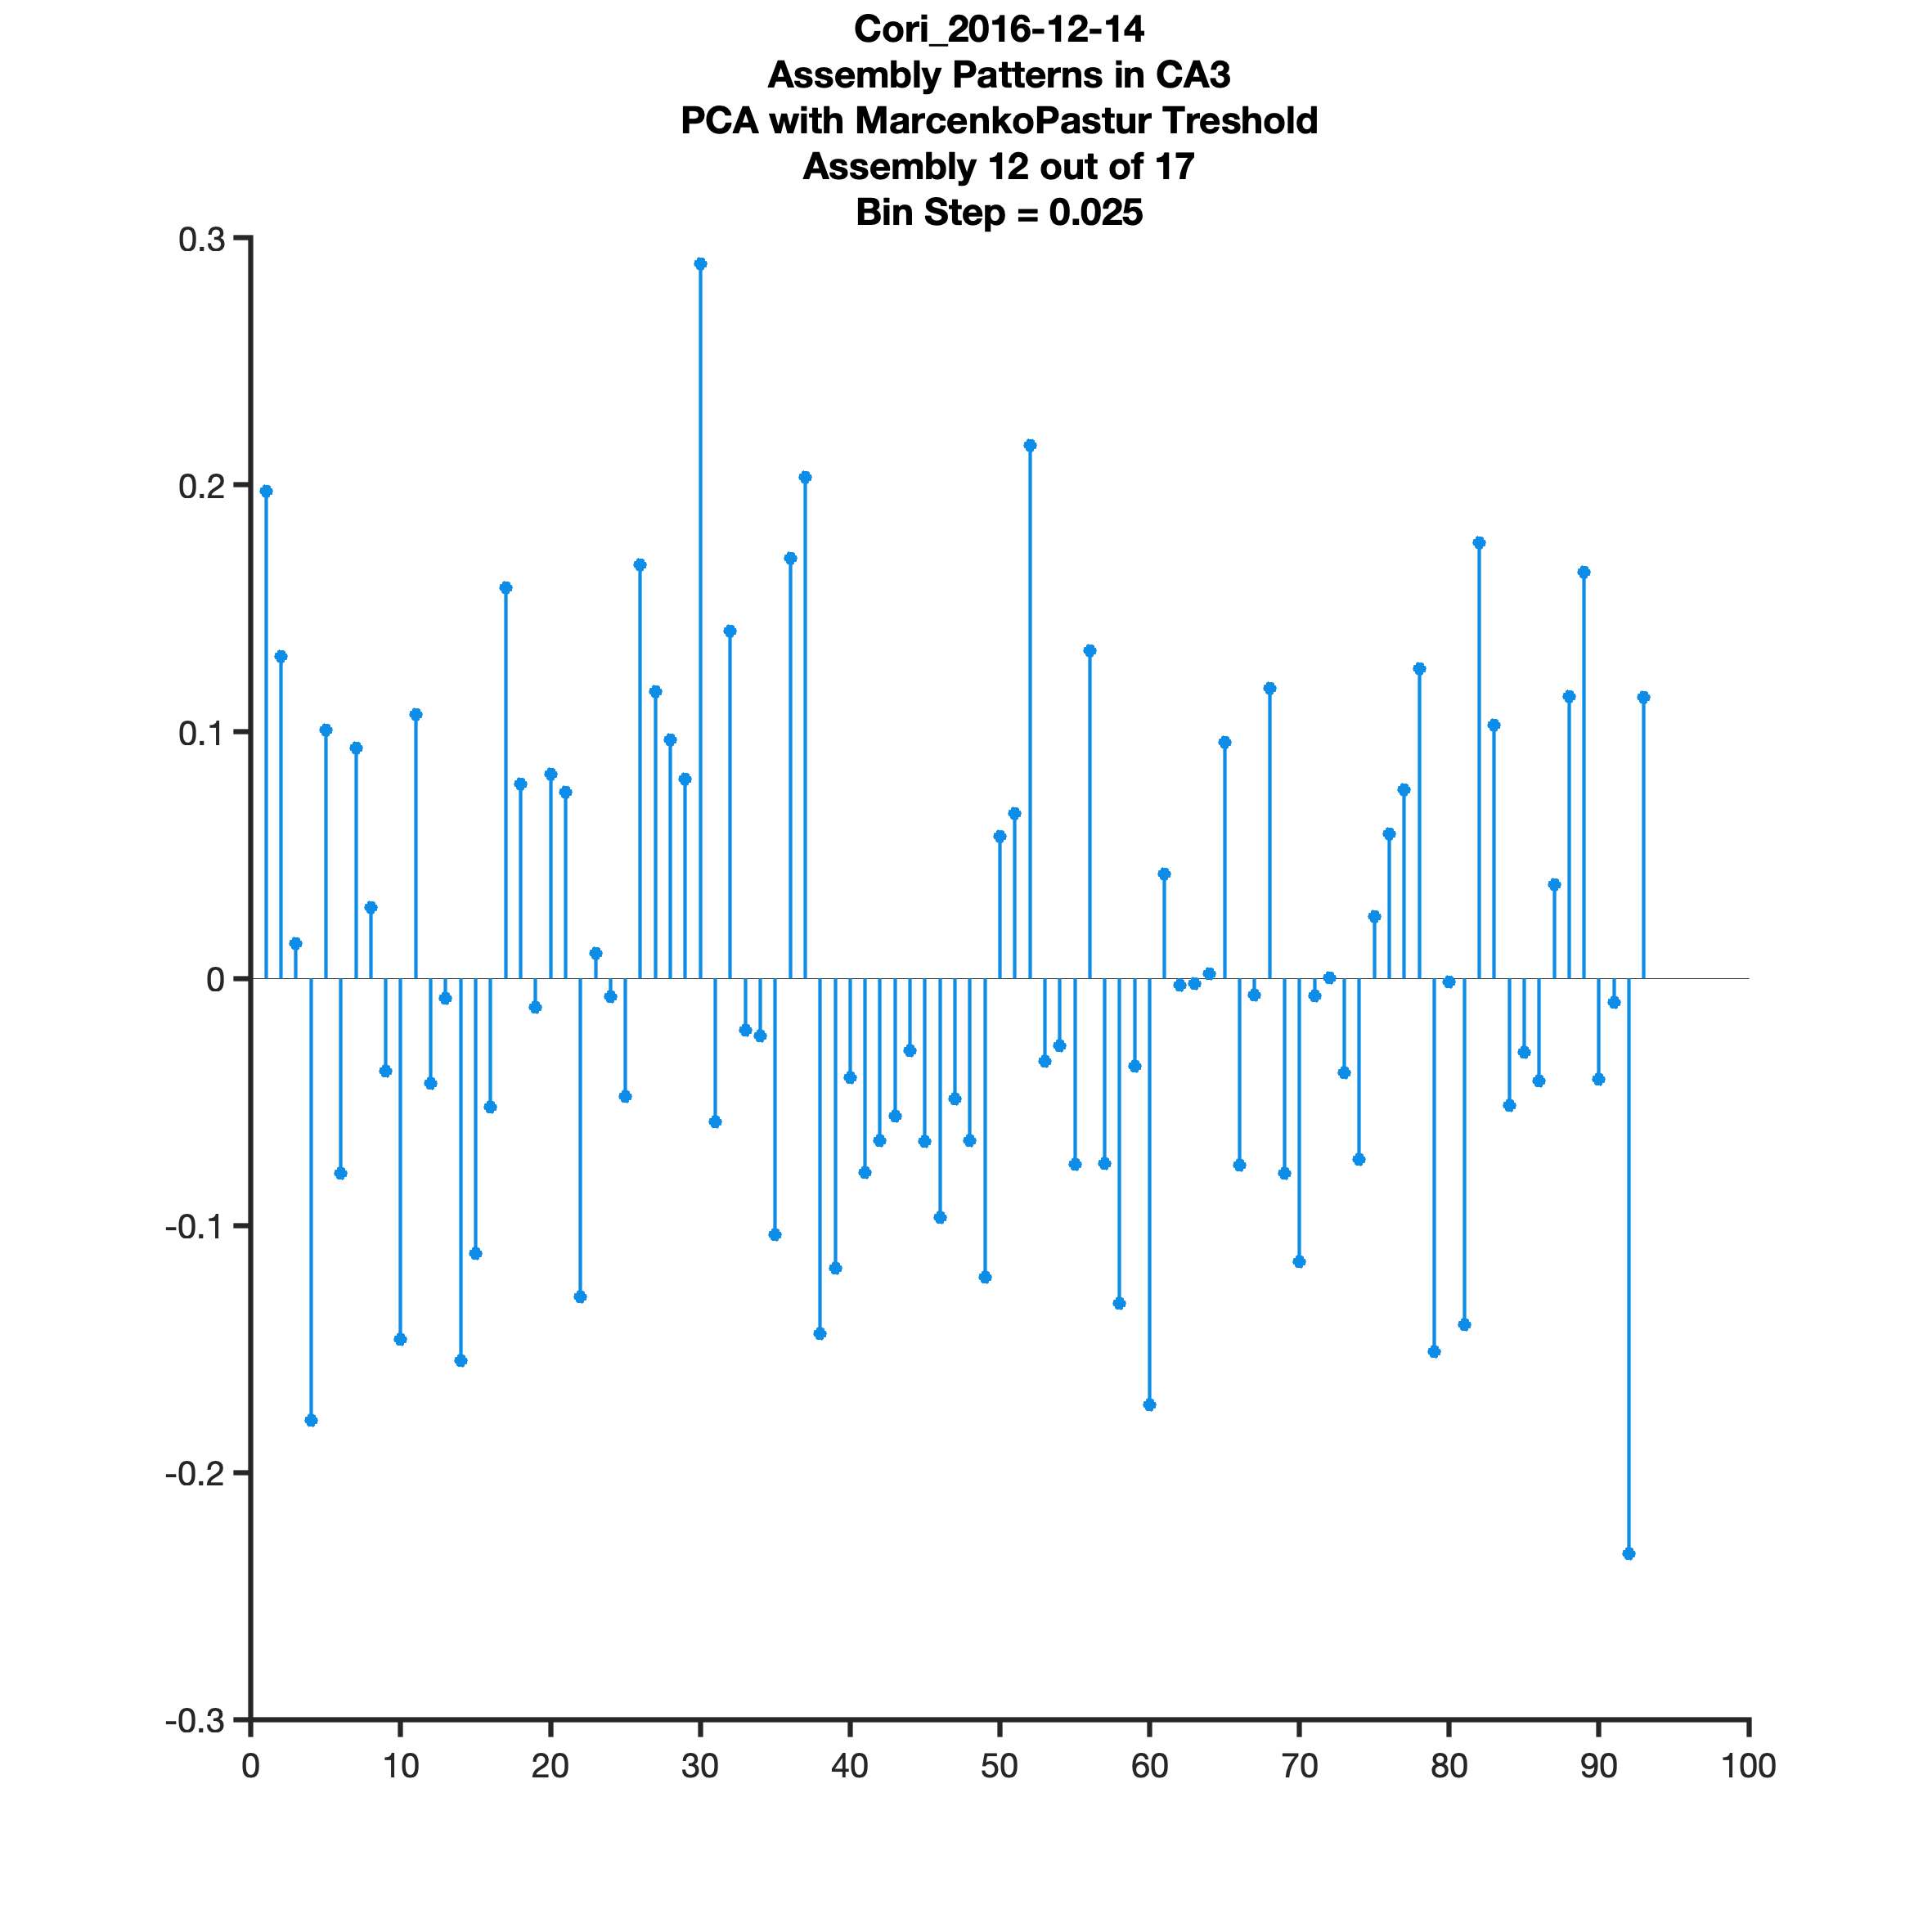 Cori_2016-12-14
Assembly Patterns in CA3
PCA with MarcenkoPastur Treshold
Assembly 12 out of 17
Bin Step = 0.025
0.3
0.2
0.1
0
-0.1
-0.2
-0.3
0 10 20 30 40 50 60 70 80 90 100